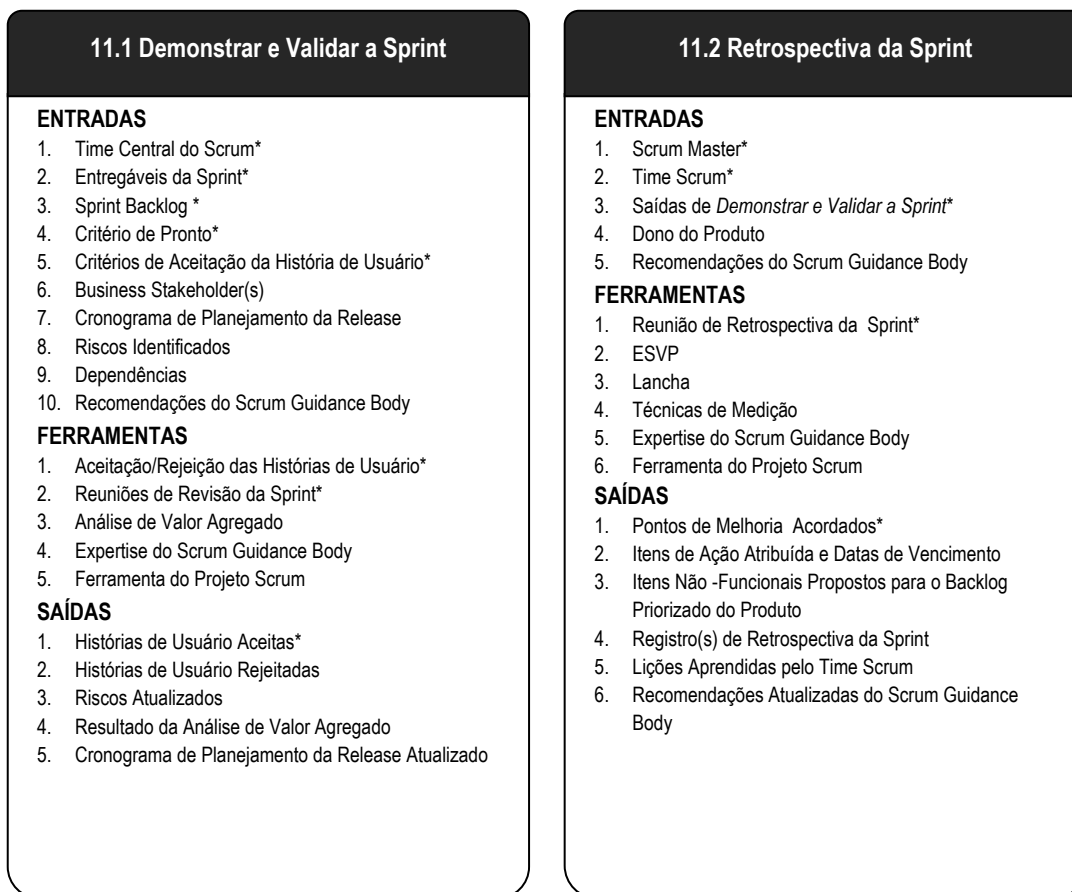 11.1 Demonstrar e Validar a Sprint
ENTRADAS
1. Time Central do Scrum*
2. Entregáveis da Sprint*
3. Sprint Backlog *
4. Critério de Pronto*
5. Critérios de Aceitação da História de Usuário*
6. Business Stakeholder(s)
7. Cronograma de Planejamento da Release
8. Riscos Identificados
9. Dependências
10. Recomendações do Scrum Guidance Body
FERRAMENTAS
1. Aceitação/Rejeição das Histórias de Usuário*
2. Reuniões de Revisão da Sprint*
3. Análise de Valor Agregado
4. Expertise do Scrum Guidance Body
5. Ferramenta do Projeto Scrum
SAÍDAS
1. Histórias de Usuário Aceitas*
2. Histórias de Usuário Rejeitadas
3. Riscos Atualizados
4. Resultado da Análise de Valor Agregado
5. Cronograma de Planejamento da Release Atualizado
11.2 Retrospectiva da Sprint
ENTRADAS
1. Scrum Master*
2. Time Scrum*
3. Saídas de Demonstrar e Validar a Sprint*
4. Dono do Produto
5. Recomendações do Scrum Guidance Body
FERRAMENTAS
1. Reunião de Retrospectiva da Sprint*
2. ESVP
3. Lancha
4. Técnicas de Medição
5. Expertise do Scrum Guidance Body
6. Ferramenta do Projeto Scrum
SAÍDAS
1. Pontos de Melhoria Acordados*
2. Itens de Ação Atribuída e Datas de Vencimento
3. Itens Não -Funcionais Propostos para o Backlog
Priorizado do Produto
4. Registro(s) de Retrospectiva da Sprint
5. Lições Aprendidas pelo Time Scrum
6. Recomendações Atualizadas do Scrum Guidance
Body